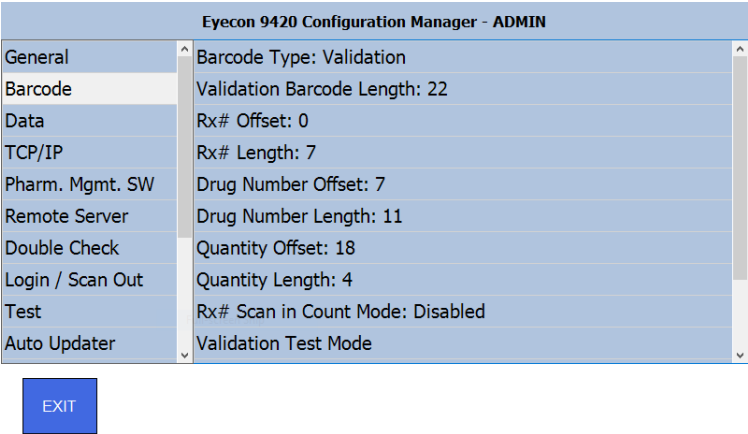 Eyecon 9420 Configuration Manager - ADMIN
General
Barcode
Data
TCP/IP
Pharm. Mgmt. SW
Remote Server
Double Check
Login / Scan Out
Test
Auto Updater
Barcode Type: Validation
Validation Barcode Length: 22
Rx# Offset: 0
Rx# Length: 7
Drug Number Offset: 7
Drug Number Length: 11
Quantity Offset: 18
Quantity Length: 4
Rx# Scan in Count Mode: Disabled
Validation Test Mode
EXIT